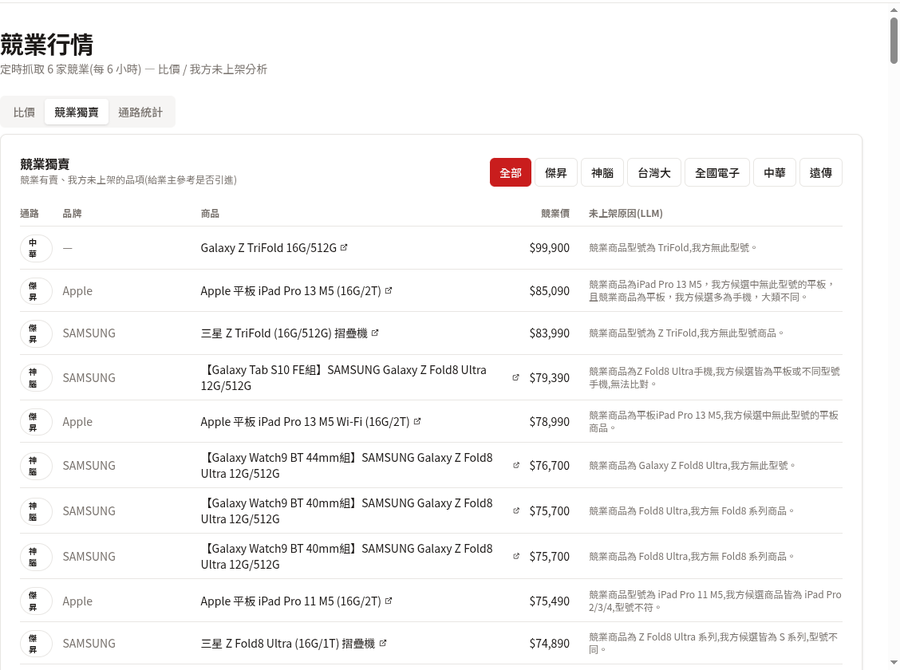 競業行情
定時抓取 6 家競業(每 6 小時) — 比價 / 我方未上架分析
比價 競業獨賣 通路統計
競業獨賣
競業有賣、我方未上架的品項(給業主參考是否引進)
全部 傑昇 神腦 台灣大 全國電子 中華 遠傳
通路 品牌 商品 競業價 未上架原因(LLM)
中華 — Galaxy Z TriFold 16G/512G $99,900 競業商品型號為 TriFold,我方無此型號。
傑昇 Apple Apple 平板 iPad Pro 13 M5 (16G/2T) $85,090 競業商品為iPad Pro 13 M5，我方候選中無此型號的平板，
且競業商品為平板，我方候選多為手機，大類不同。
傑昇 SAMSUNG 三星 Z TriFold (16G/512G) 摺疊機 $83,990 競業商品型號為 Z TriFold,我方無此型號商品。
神腦 SAMSUNG 【Galaxy Tab S10 FE組】SAMSUNG Galaxy Z Fold8 Ultra
12G/512G $79,390 競業商品為Z Fold8 Ultra手機,我方候選皆為平板或不同型號
手機,無法比對。
傑昇 Apple Apple 平板 iPad Pro 13 M5 Wi-Fi (16G/2T) $78,990 競業商品為平板iPad Pro 13 M5,我方候選中無此型號的平板
商品。
神腦 SAMSUNG 【Galaxy Watch9 BT 44mm組】SAMSUNG Galaxy Z Fold8
Ultra 12G/512G $76,700 競業商品為 Galaxy Z Fold8 Ultra,我方無此型號。
神腦 SAMSUNG 【Galaxy Watch9 BT 40mm組】SAMSUNG Galaxy Z Fold8
Ultra 12G/512G $75,700 競業商品為 Fold8 Ultra,我方無 Fold8 系列商品。
神腦 SAMSUNG 【Galaxy Watch9 BT 40mm組】SAMSUNG Galaxy Z Fold8
Ultra 12G/512G $75,700 競業商品為 Fold8 Ultra,我方無 Fold8 系列商品。
傑昇 Apple Apple 平板 iPad Pro 11 M5 (16G/2T) $75,490 競業商品型號為 iPad Pro 11 M5,我方候選商品皆為 iPad Pro
2/3/4,型號不符。
傑昇 SAMSUNG 三星 Z Fold8 Ultra (16G/1T) 摺疊機 $74,890 競業商品為 Z Fold8 Ultra 系列,我方候選皆為 S 系列,型號不
同。